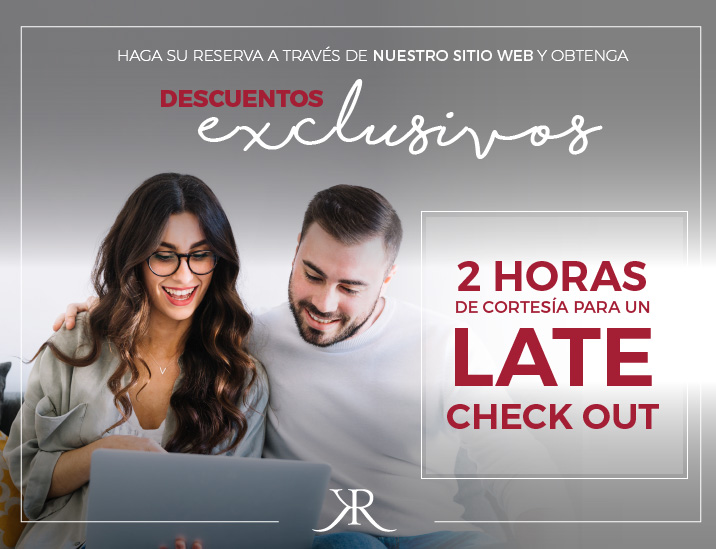 HAGA SU RESERVA A TRAVÉS DE NUESTRO SITIO WEB Y OBTENGA
DESCUENTOS
exclusivos
2 HORAS
DE CORTESÍA PARA UN
LATE
CHECK OUT
KR